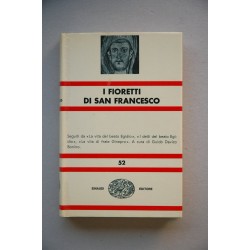 I FIORETTI
DI SAN FRANCESCO
Seguiti da «La vita del beato Egidio», «I detti del beato Egi-
dio», «La vita di frate Ginepro». A cura di Guido Davico
Bonino.
52
EINAUDI EDITORE